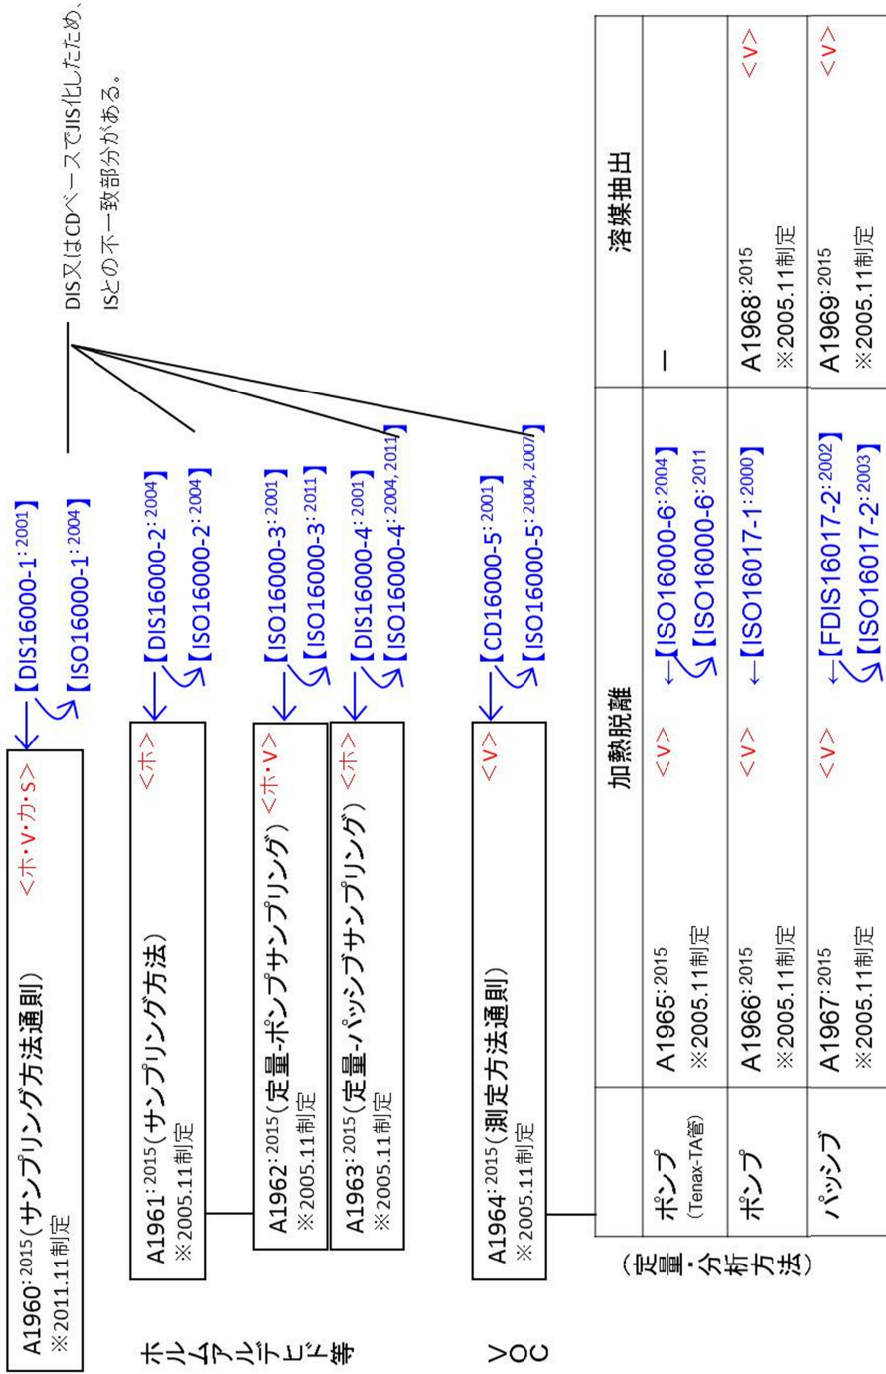 A1960:2015(サンプリング方法通則) <ホ・V・カ・s>
※2011.11制定
【DIS16000-1:2001】
【ISO16000-1:2004】
DIS又はCDベースでJIS化したため、
ISとの不一致部分がある。
ホルムアルデヒド等
A1961:2015(サンプリング方法) <ホ>
※2005.11制定
【DIS16000-2:2004】
【ISO16000-2:2004】
A1962:2015(定量-ポンプサンプリング) <ホ・V>
※2005.11制定
【ISO16000-3:2001】
【ISO16000-3:2011】
A1963:2015(定量-パッシブサンプリング) <ホ>
※2005.11制定
【DIS16000-4:2001】
【ISO16000-4:2004, 2011】
VOC
A1964:2015(測定方法通則) <V>
※2005.11制定
【CD16000-5:2001】
【ISO16000-5:2004, 2007】
(定量・分析方法)
加熱脱離 溶媒抽出
ポンプ
(Tenax-TA管)
A1965:2015 <V> ←【ISO16000-6:2004】
※2005.11制定 【ISO16000-6:2011
ー
ポンプ
A1966:2015 <V> ←【ISO16017-1:2000】
※2005.11制定
A1968:2015 <V>
※2005.11制定
パッシブ
A1967:2015 <V> ←【FDIS16017-2:2002】
※2005.11制定 【ISO16017-2:2003】
A1969:2015 <V>
※2005.11制定